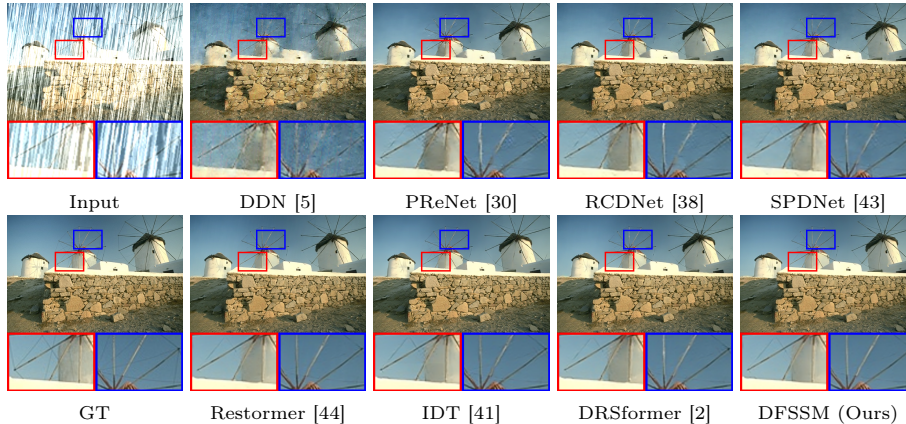 Input DDN [5] PReNet [30] RCDNet [38] SPDNet [43]
GT Restormer [44] IDT [41] DRSformer [2] DFSSM (Ours)